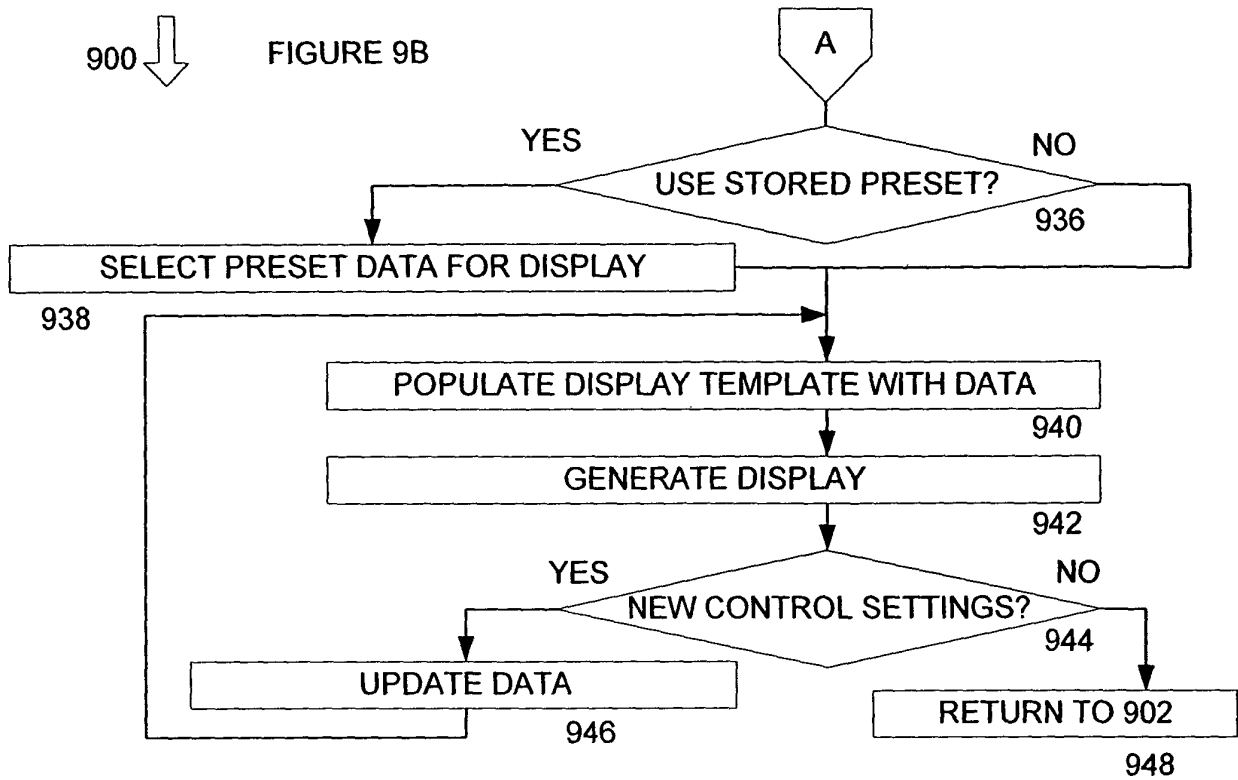 900
FIGURE 9B
A
YES
NO
USE STORED PRESET?
936
SELECT PRESET DATA FOR DISPLAY
938
POPULATE DISPLAY TEMPLATE WITH DATA
940
GENERATE DISPLAY
942
YES
NO
NEW CONTROL SETTINGS?
944
UPDATE DATA
946
RETURN TO 902
948